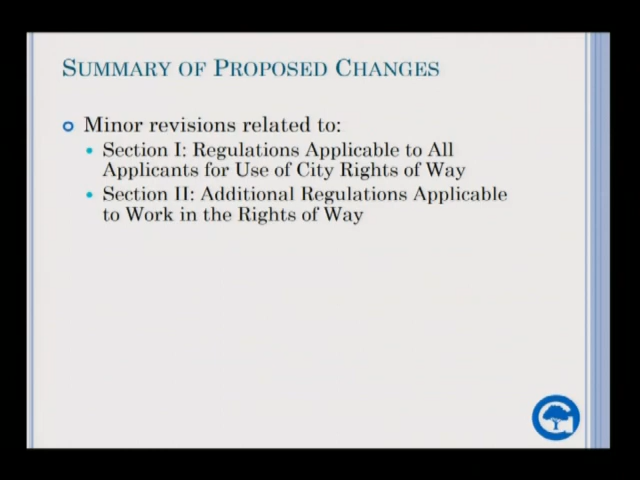 SUMMARY OF PROPOSED CHANGES
Minor revisions related to:
Section I: Regulations Applicable to All
Applicants for Use of City Rights of Way
Section II: Additional Regulations Applicable
to Work in the Rights of Way